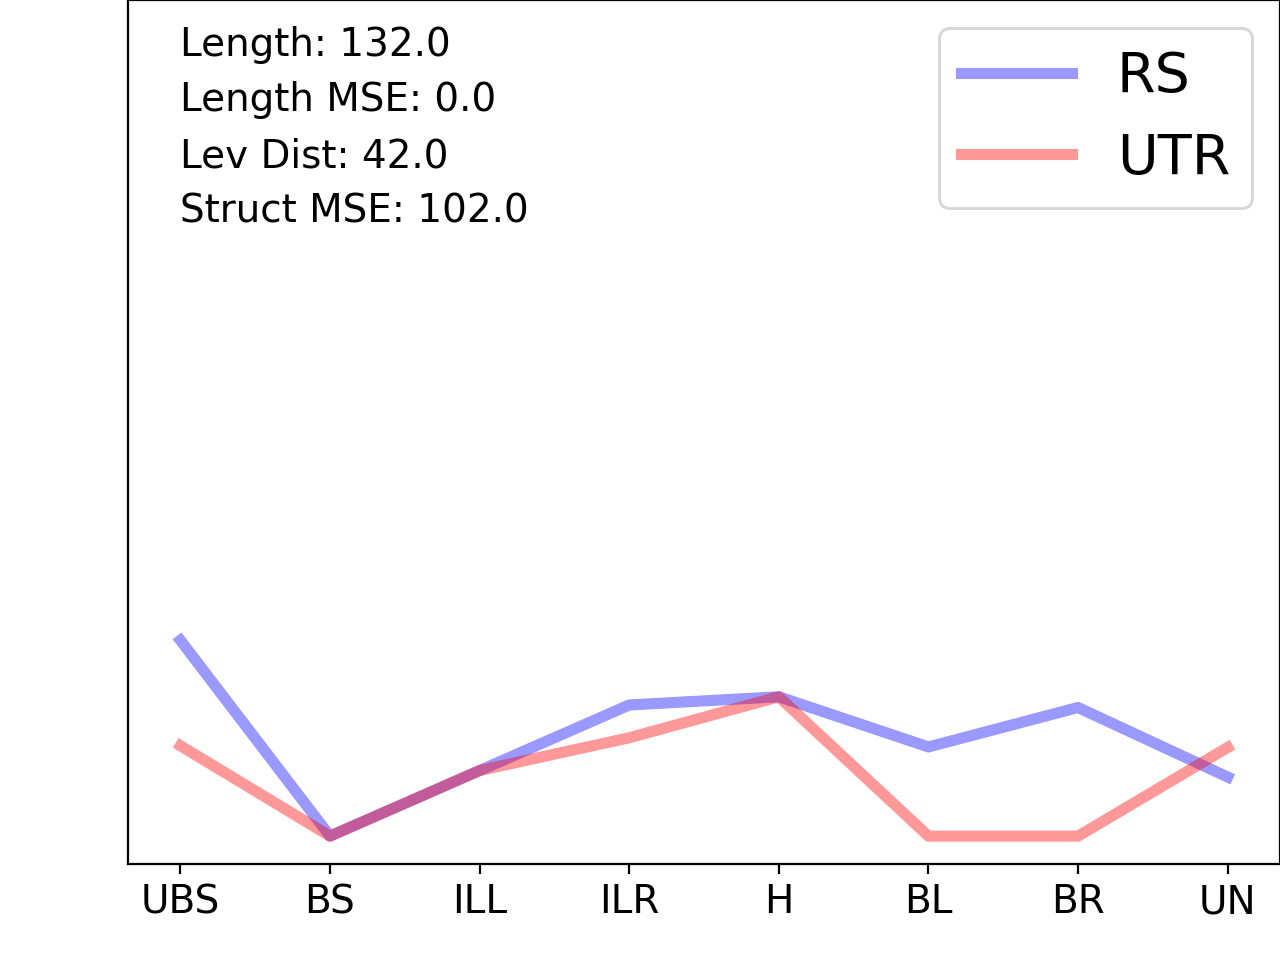 Length: 132.0
Length MSE: 0.0
Lev Dist: 42.0
Struct MSE: 102.0
RS
UTR
UBS BS ILL ILR H BL BR UN